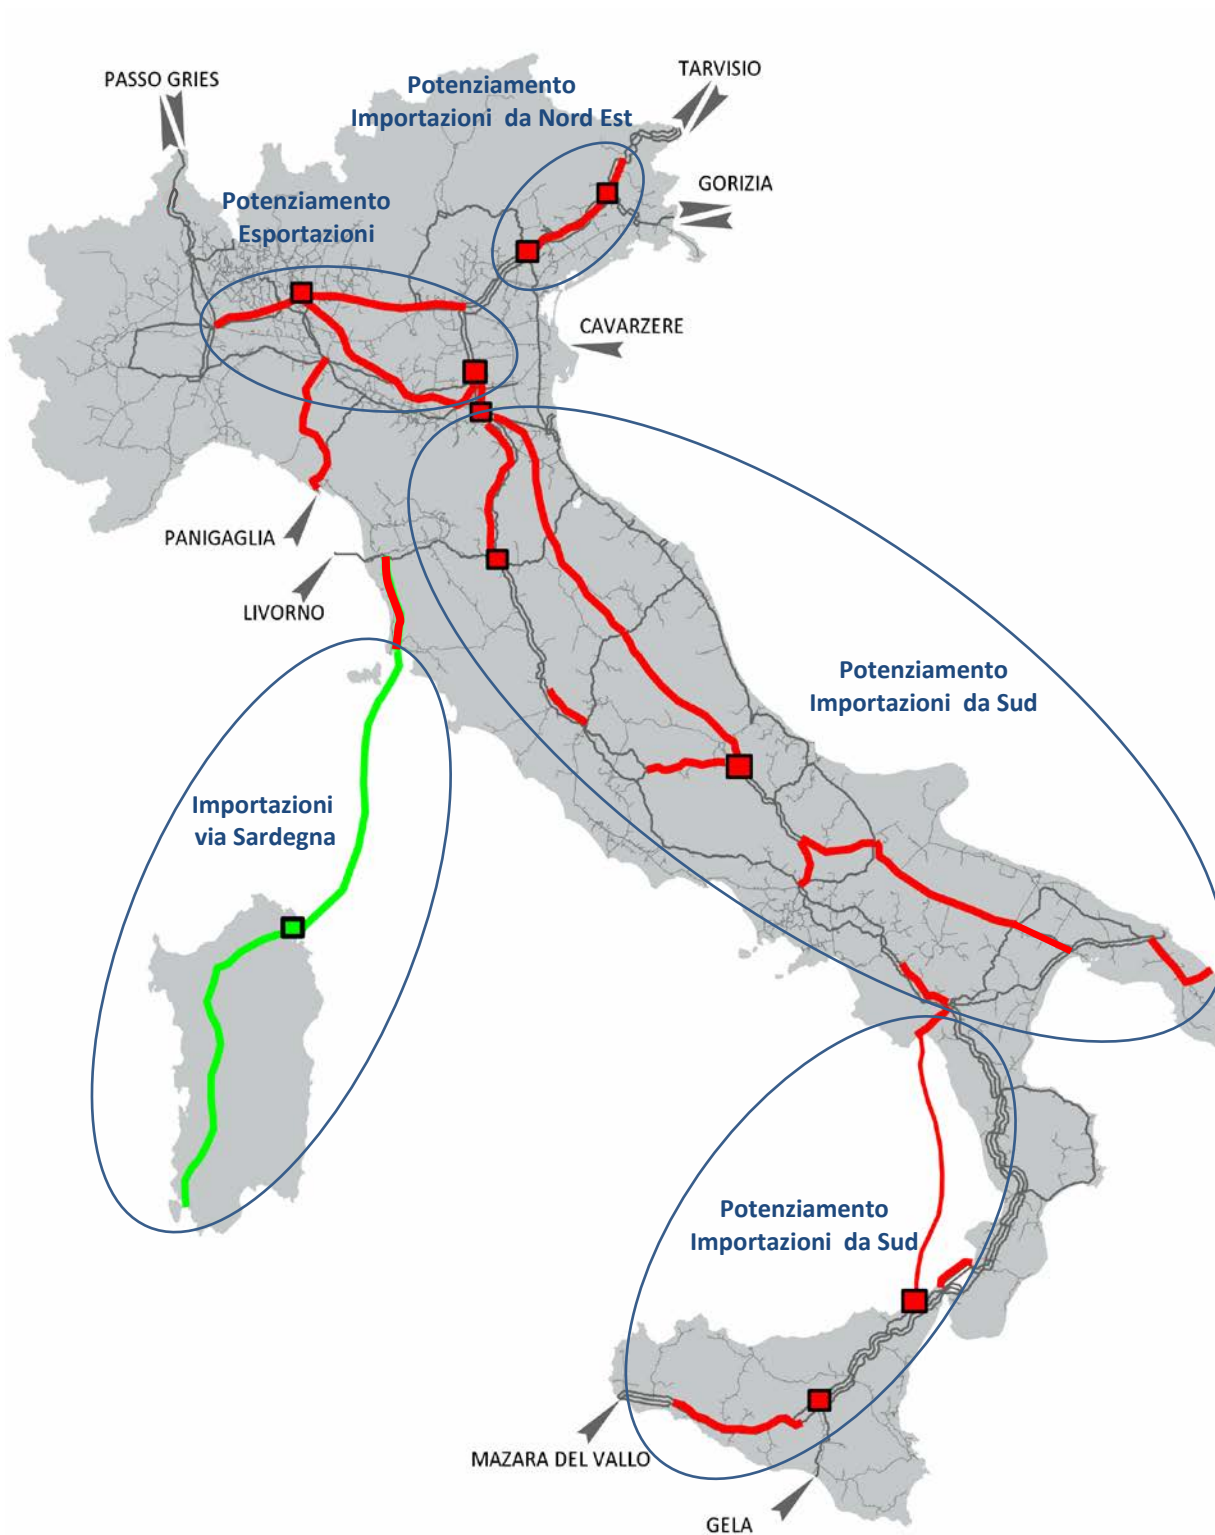 PASSO GRIES
TARVISIO
Potenziamento
Importazioni da Nord Est
GORIZIA
Potenziamento
Esportazioni
CAVARZERE
PANIGAGLIA
LIVORNO
Potenziamento
Importazioni da Sud
Importazioni
via Sardegna
Potenziamento
Importazioni da Sud
MAZARA DEL VALLO
GELA